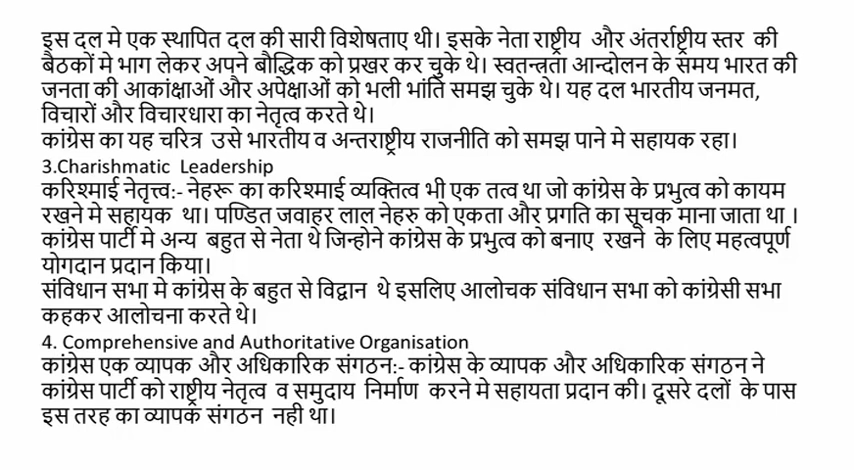 इस दल मे एक स्थापित दल की सारी विशेषताए थी। इसके नेता राष्ट्रीय और अंतर्राष्ट्रीय स्तर की
बैठकों मे भाग लेकर अपने बौद्धिक को प्रखर कर चुके थे। स्वतन्त्रता आन्दोलन के समय भारत की
जनता की आकांक्षाओं और अपेक्षाओं को भली भांति समझ चुके थे। यह दल भारतीय जनमत,
विचारों और विचारधारा का नेतृत्व करते थे।
कांग्रेस का यह चरित्र उसे भारतीय व अन्तराष्ट्रीय राजनीति को समझ पाने मे सहायक रहा।
3.Charishmatic Leadership
करिश्माई नेतृत्त्व:- नेहरू का करिश्माई व्यक्तित्व भी एक तत्व था जो कांग्रेस के प्रभुत्व को कायम
रखने मे सहायक था। पण्डित जवाहर लाल नेहरु को एकता और प्रगति का सूचक माना जाता था ।
कांग्रेस पार्टी मे अन्य बहुत से नेता थे जिन्होने कांग्रेस के प्रभुत्व को बनाए रखने के लिए महत्वपूर्ण
योगदान प्रदान किया।
संविधान सभा मे कांग्रेस के बहुत से विद्वान थे इसलिए आलोचक संविधान सभा को कांग्रेसी सभा
कहकर आलोचना करते थे।
4. Comprehensive and Authoritative Organisation
कांग्रेस एक व्यापक और अधिकारिक संगठन:- कांग्रेस के व्यापक और अधिकारिक संगठन ने
कांग्रेस पार्टी को राष्ट्रीय नेतृत्व व समुदाय निर्माण करने मे सहायता प्रदान की। दूसरे दलों के पास
इस तरह का व्यापक संगठन नही था।